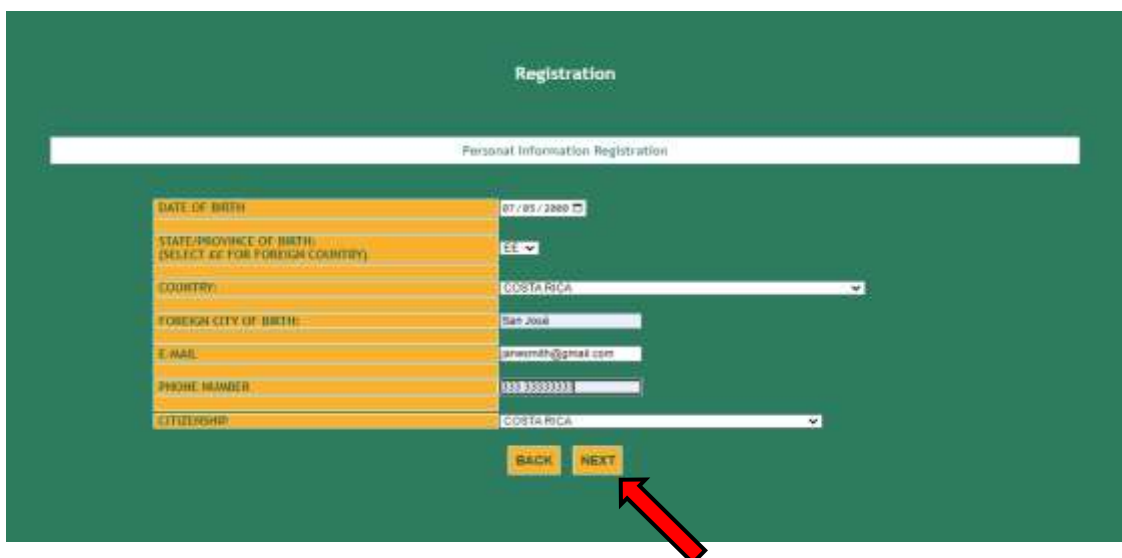 Registration
Personal Information Registration
DATE OF BIRTH 07/05/2000
STATE/PROVINCE OF BIRTH: EE
(SELECT EE FOR FOREIGN COUNTRY)
COUNTRY: COSTA RICA
FOREIGN CITY OF BIRTH: San José
E-MAIL janesmith@gmail.com
PHONE NUMBER 333 33333333
CITIZENSHIP COSTA RICA
BACK NEXT